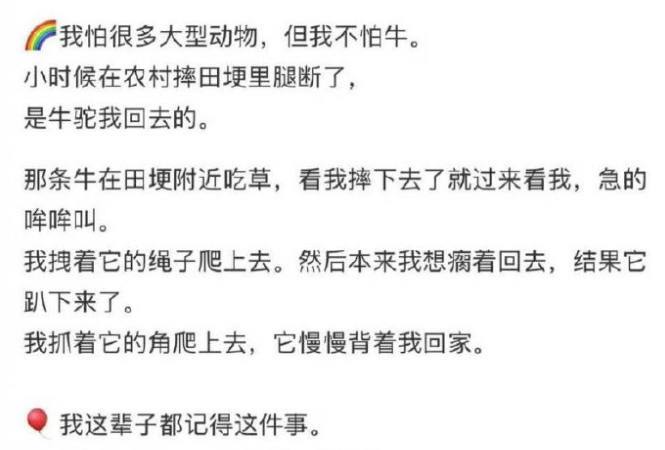 🌈我怕很多大型动物，但我不怕牛。
小时候在农村摔田埂里腿断了，
是牛驼我回去的。
那条牛在田埂附近吃草，看我摔下去了就过来看我，急的
哞哞叫。
我拽着它的绳子爬上去。然后本来我想瘸着回去，结果它
趴下来了。
我抓着它的角爬上去，它慢慢背着我回家。
🎈我这辈子都记得这件事。